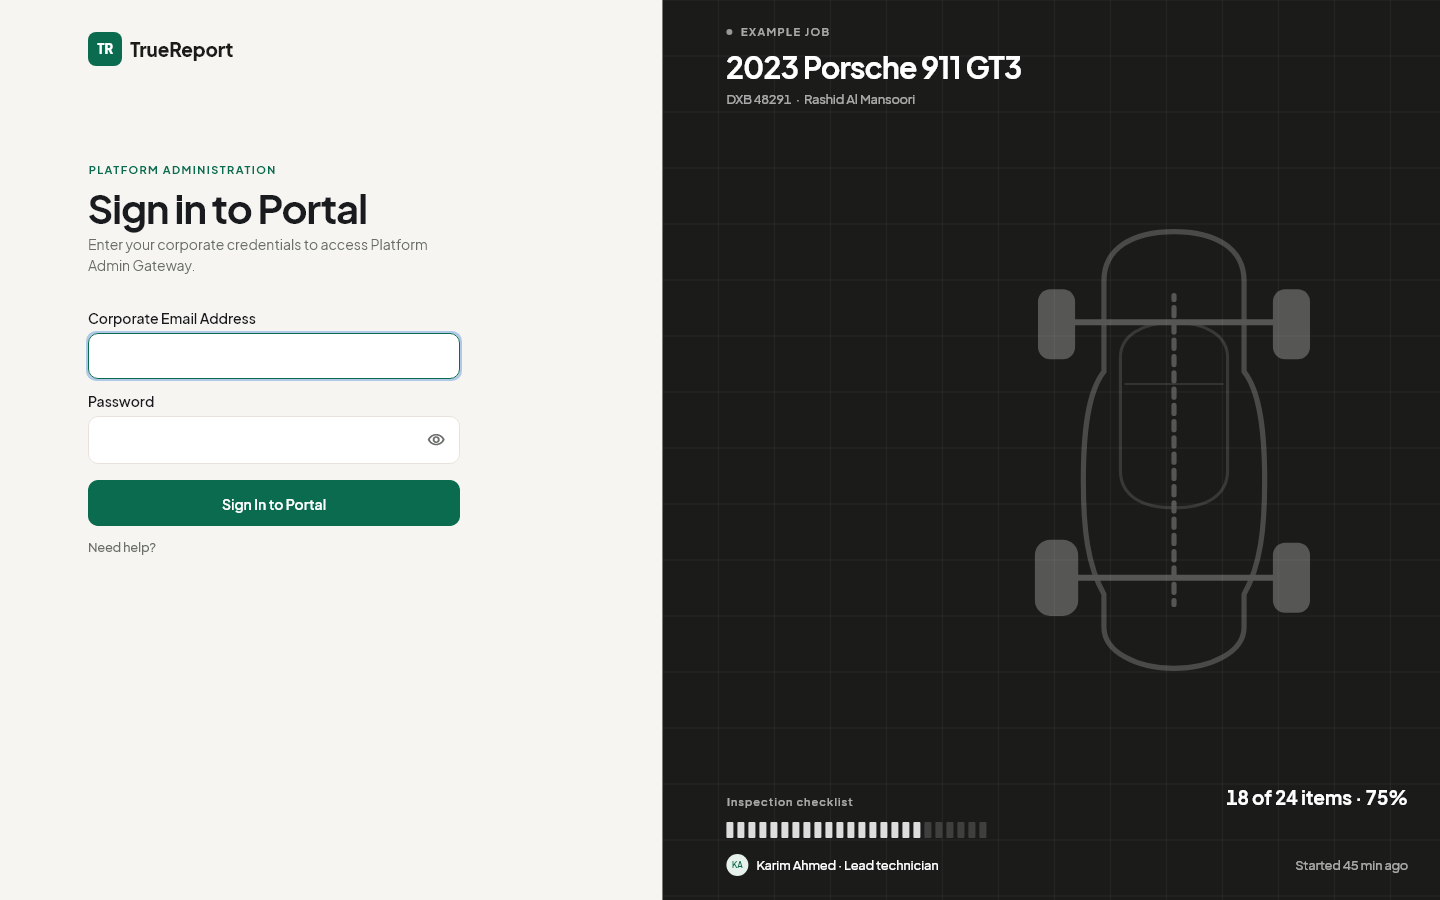 TR TrueReport
PLATFORM ADMINISTRATION
Sign in to Portal
Enter your corporate credentials to access Platform
Admin Gateway.
Corporate Email Address
Password
Sign In to Portal
Need help?
EXAMPLE JOB
2023 Porsche 911 GT3
DXB 48291 · Rashid Al Mansoori
Inspection checklist
18 of 24 items · 75%
KA Karim Ahmed · Lead technician
Started 45 min ago